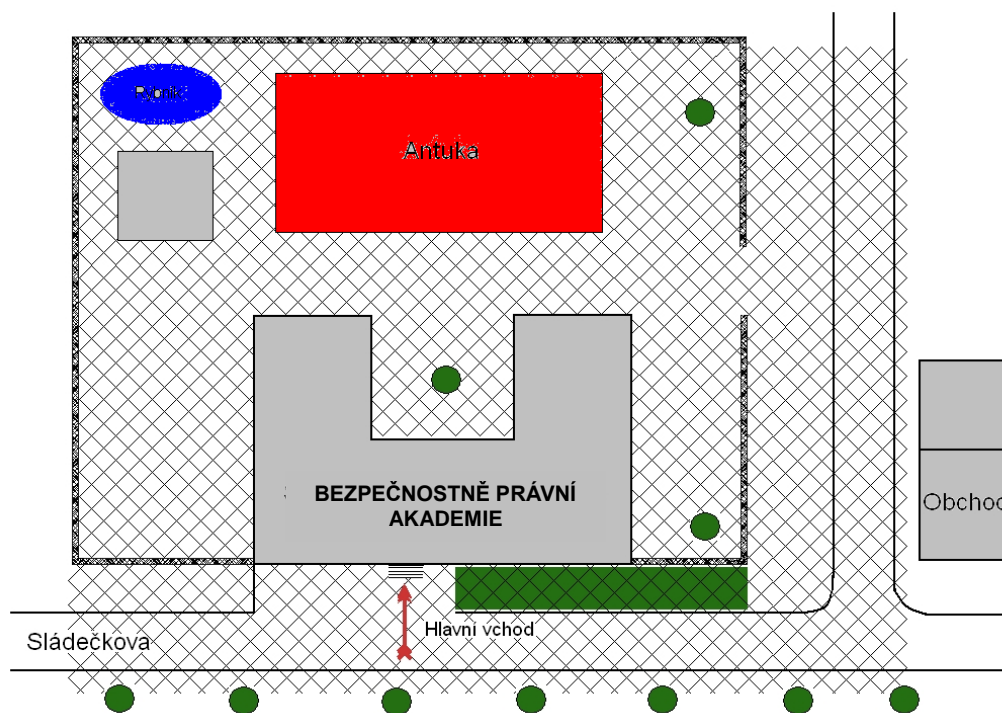 Antuka
BEZPEČNOSTNĚ PRÁVNÍ
AKADEMIE
Obchod
Hlavní vchod
Sládečkova